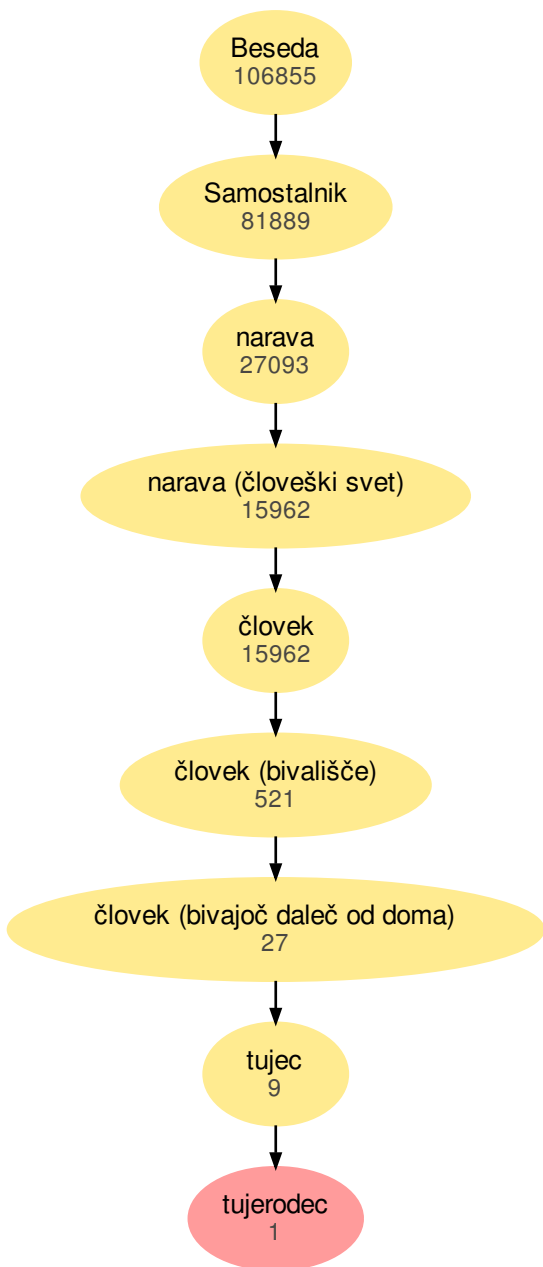 Beseda
106855
Samostalnik
81889
narava
27093
narava (človeški svet)
15962
človek
15962
človek (bivališče)
521
človek (bivajoč daleč od doma)
27
tujec
9
tujerodec
1